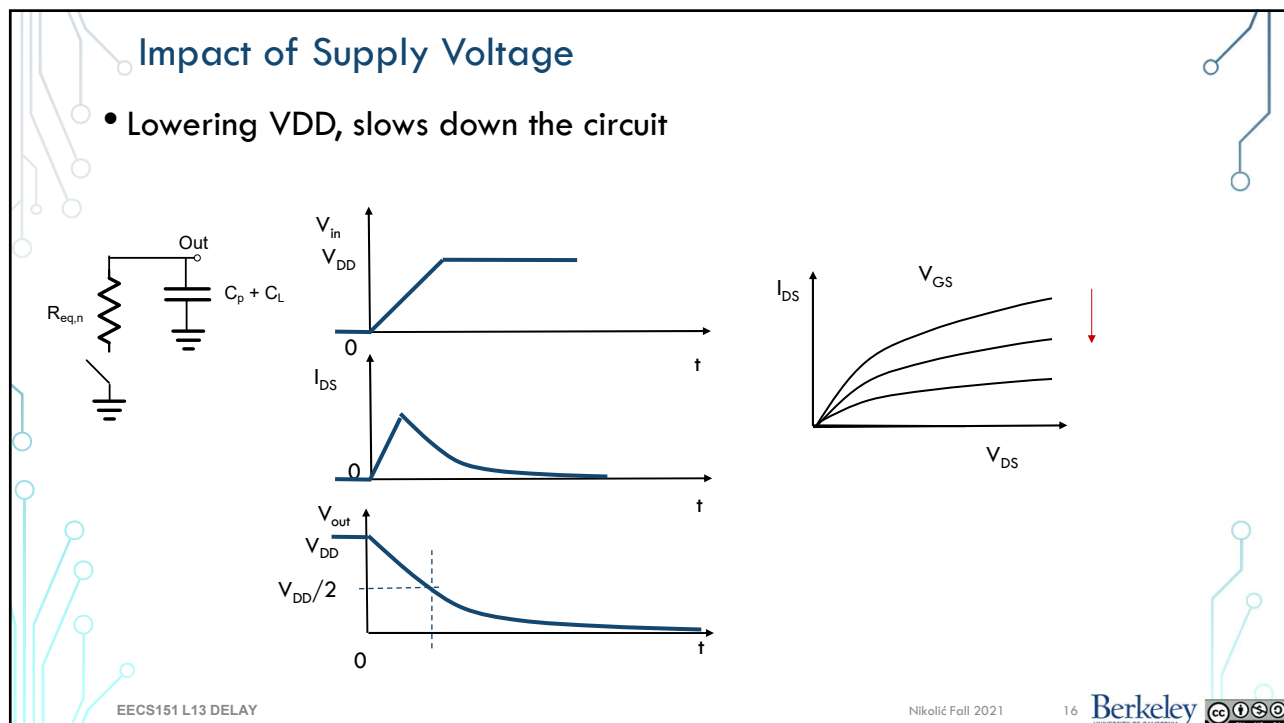 Impact of Supply Voltage
• Lowering VDD, slows down the circuit
Out
Cp + CL
Req,n
Vin
VDD
0
t
IDS
0
t
Vout
VDD
VDD/2
0
t
IDS
VGS
VDS
EECS151 L13 DELAY
Nikolić Fall 2021
16
Berkeley